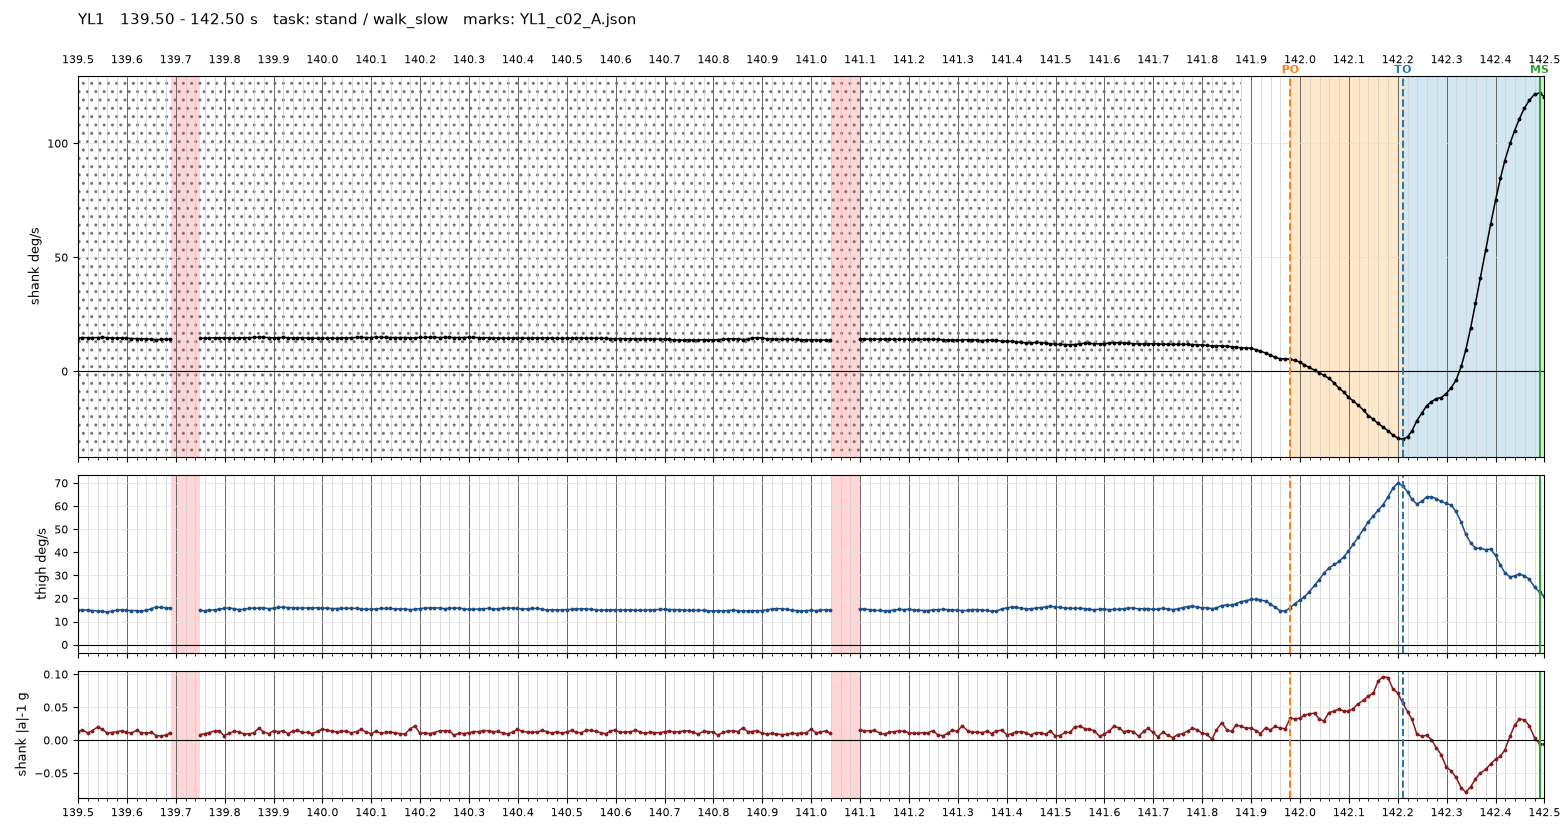 YL1   139.50 - 142.50 s   task: stand / walk_slow   marks: YL1_c02_A.json
139.5 139.6 139.7 139.8 139.9 140.0 140.1 140.2 140.3 140.4 140.5 140.6 140.7 140.8 140.9 141.0 141.1 141.2 141.3 141.4 141.5 141.6 141.7 141.8 141.9 142.0 142.1 142.2 142.3 142.4 142.5
PO TO MS
shank deg/s
100
50
0
thigh deg/s
70
60
50
40
30
20
10
0
shank |a|-1 g
0.10
0.05
0.00
−0.05
139.5 139.6 139.7 139.8 139.9 140.0 140.1 140.2 140.3 140.4 140.5 140.6 140.7 140.8 140.9 141.0 141.1 141.2 141.3 141.4 141.5 141.6 141.7 141.8 141.9 142.0 142.1 142.2 142.3 142.4 142.5